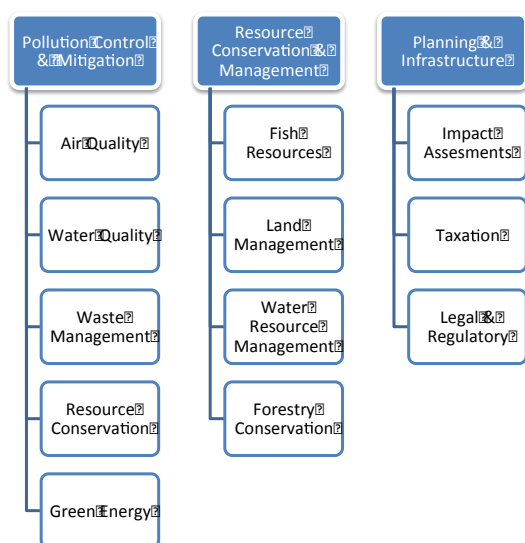 Pollution Control
& Mitigation
Air Quality
Water Quality
Waste
Management
Resource
Conservation
Green Energy
Resource
Conservation &
Management
Fish
Resources
Land
Management
Water
Resource
Management
Forestry
Conservation
Planning &
Infrastructure
Impact
Assesments
Taxation
Legal &
Regulatory